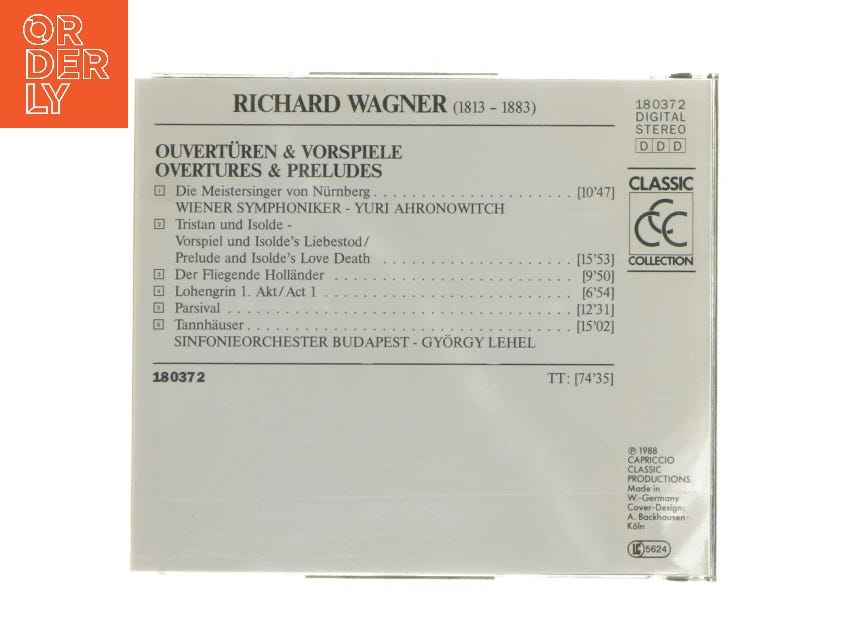 OR
DER
LY
RICHARD WAGNER (1813 - 1883)
OUVERTÜREN & VORSPIELE
OVERTURES & PRELUDES
1 Die Meistersinger von Nürnberg . . . . . . . . . . . . . . . . . . . . . [10'47]
WIENER SYMPHONIKER - YURI AHRONOWITCH
2 Tristan und Isolde -
Vorspiel und Isolde's Liebestod/
Prelude and Isolde's Love Death . . . . . . . . . . . . . . . . . . . . [15'53]
3 Der Fliegende Holländer . . . . . . . . . . . . . . . . . . . . . . . . . . [9'50]
4 Lohengrin 1. Akt/Act 1 . . . . . . . . . . . . . . . . . . . . . . . . . . [6'54]
5 Parsival . . . . . . . . . . . . . . . . . . . . . . . . . . . . . . . . . . . . [12'31]
6 Tannhäuser . . . . . . . . . . . . . . . . . . . . . . . . . . . . . . . . . . [15'02]
SINFONIEORCHESTER BUDAPEST - GYÖRGY LEHEL
180372 TT: [74'35]
180372
DIGITAL
STEREO
D D D
CLASSIC
CCC
COLLECTION
℗ 1988
CAPRICCIO
CLASSIC
PRODUCTIONS
Made in
W.-Germany
Cover-Design:
A. Backhausen-
Köln
LC 5624